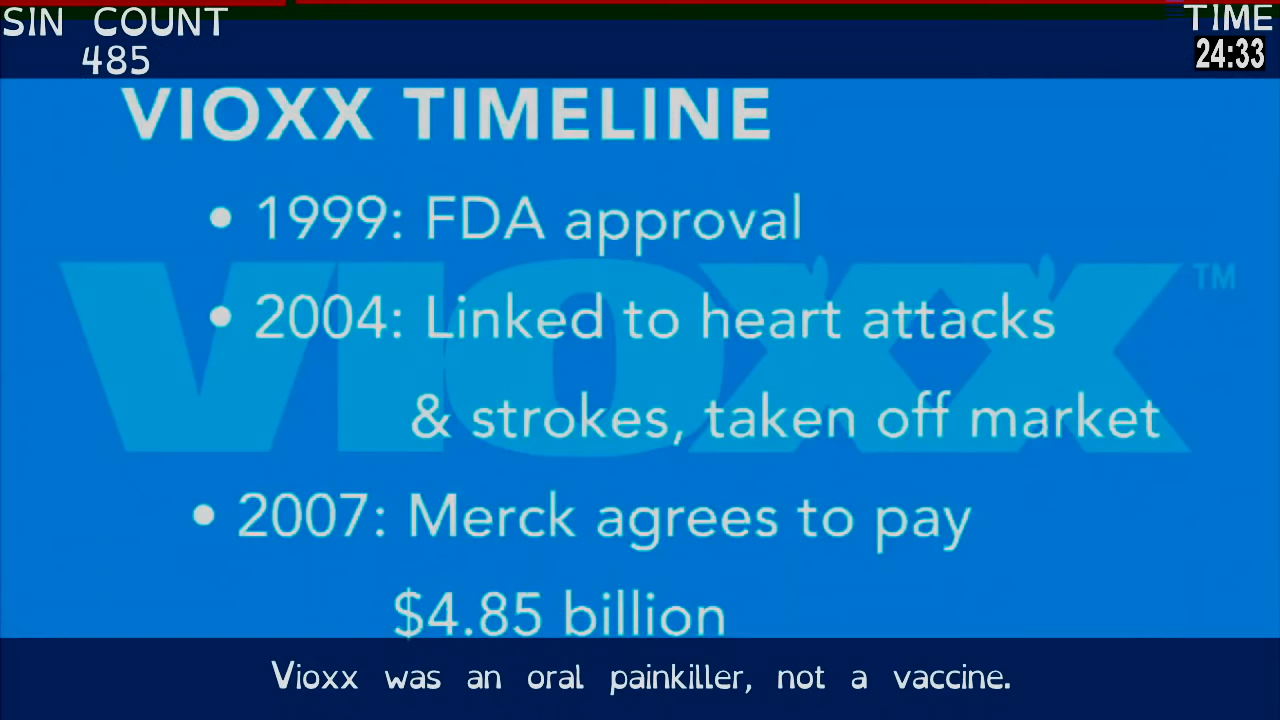 SIN COUNT
TIME
485
24:33
VIOXX TIMELINE
• 1999: FDA approval
VIOXX™
• 2004: Linked to heart attacks
& strokes, taken off market
• 2007: Merck agrees to pay
$4.85 billion
Vioxx was an oral painkiller, not a vaccine.